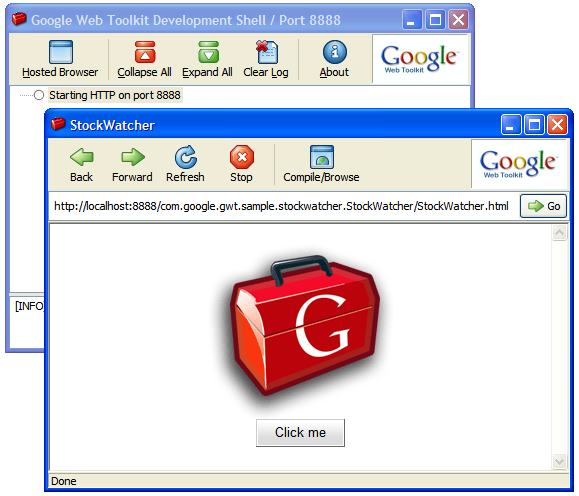 Google Web Toolkit Development Shell / Port 8888
Hosted Browser Collapse All Expand All Clear Log About
Google™
Web Toolkit
Starting HTTP on port 8888
[INFO]
StockWatcher
Back Forward Refresh Stop Compile/Browse
Google™
Web Toolkit
http://localhost:8888/com.google.gwt.sample.stockwatcher.StockWatcher/StockWatcher.html Go
G
Click me
Done